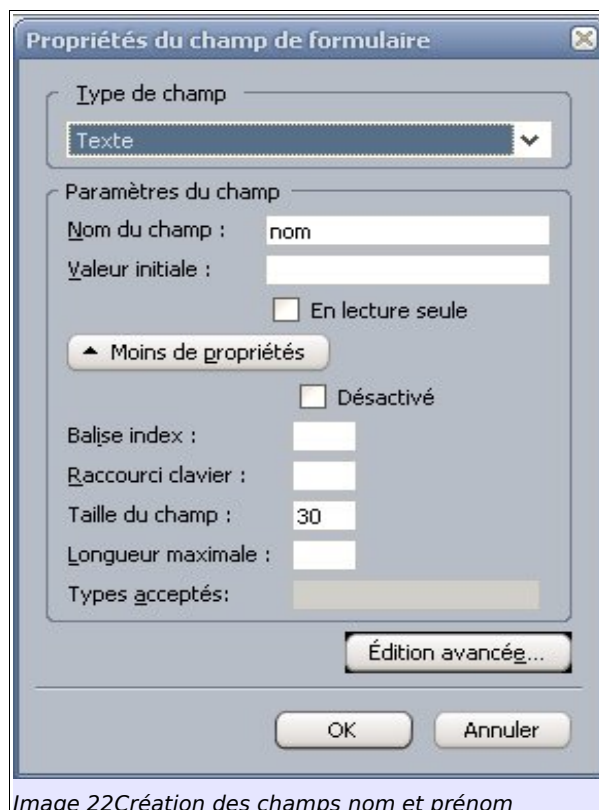 Propriétés du champ de formulaire
Type de champ
Texte
Paramètres du champ
Nom du champ : nom
Valeur initiale :
En lecture seule
Moins de propriétés
Désactivé
Balise index :
Raccourci clavier :
Taille du champ : 30
Longueur maximale :
Types acceptés:
Édition avancée...
OK Annuler
Image 22Création des champs nom et prénom